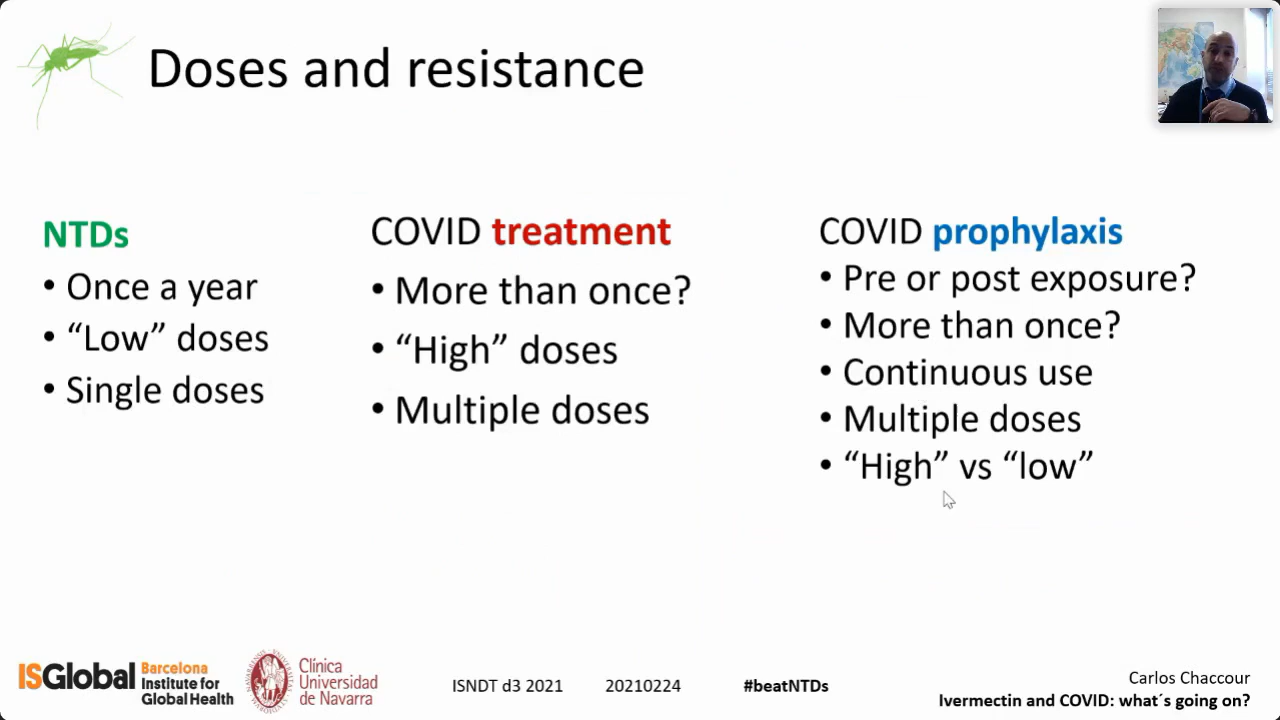 Doses and resistance
NTDs
• Once a year
• “Low” doses
• Single doses
COVID treatment
• More than once?
• “High” doses
• Multiple doses
COVID prophylaxis
• Pre or post exposure?
• More than once?
• Continuous use
• Multiple doses
• “High” vs “low”
ISGlobal Barcelona
Institute for
Global Health
Clínica
Universidad
de Navarra
ISNDT d3 2021 20210224 #beatNTDs
Carlos Chaccour
Ivermectin and COVID: what´s going on?